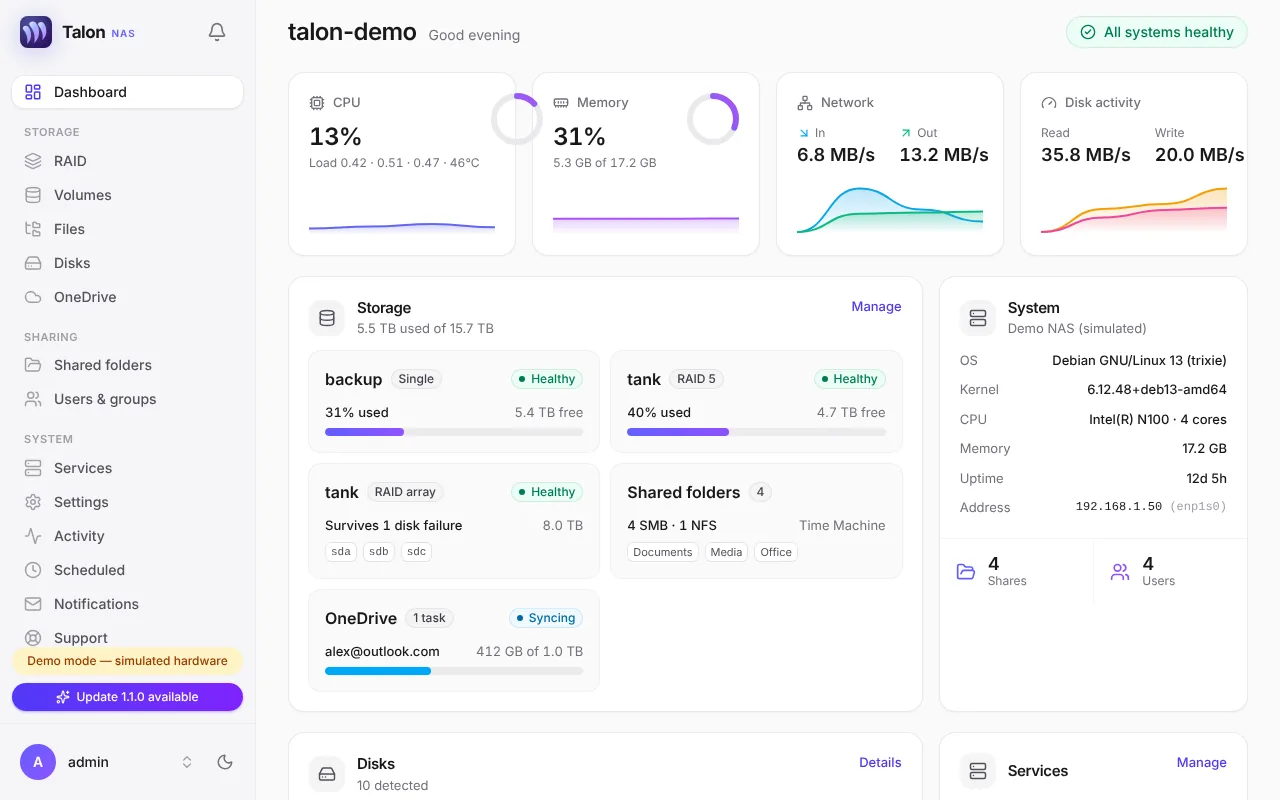 Talon NAS
Dashboard
STORAGE
RAID
Volumes
Files
Disks
OneDrive
SHARING
Shared folders
Users & groups
SYSTEM
Services
Settings
Activity
Scheduled
Notifications
Support
Demo mode — simulated hardware
Update 1.1.0 available
A admin
talon-demo Good evening
All systems healthy
CPU
13%
Load 0.42 · 0.51 · 0.47 · 46°C
Memory
31%
5.3 GB of 17.2 GB
Network
In Out
6.8 MB/s 13.2 MB/s
Disk activity
Read Write
35.8 MB/s 20.0 MB/s
Storage Manage
5.5 TB used of 15.7 TB
backup Single Healthy
31% used 5.4 TB free
tank RAID 5 Healthy
40% used 4.7 TB free
tank RAID array Healthy
Survives 1 disk failure 8.0 TB
sda sdb sdc
Shared folders 4
4 SMB · 1 NFS Time Machine
Documents Media Office
OneDrive 1 task Syncing
alex@outlook.com 412 GB of 1.0 TB
System
Demo NAS (simulated)
OS Debian GNU/Linux 13 (trixie)
Kernel 6.12.48+deb13-amd64
CPU Intel(R) N100 · 4 cores
Memory 17.2 GB
Uptime 12d 5h
Address 192.168.1.50 (enp1s0)
4 Shares
4 Users
Disks Details
10 detected
Services Manage